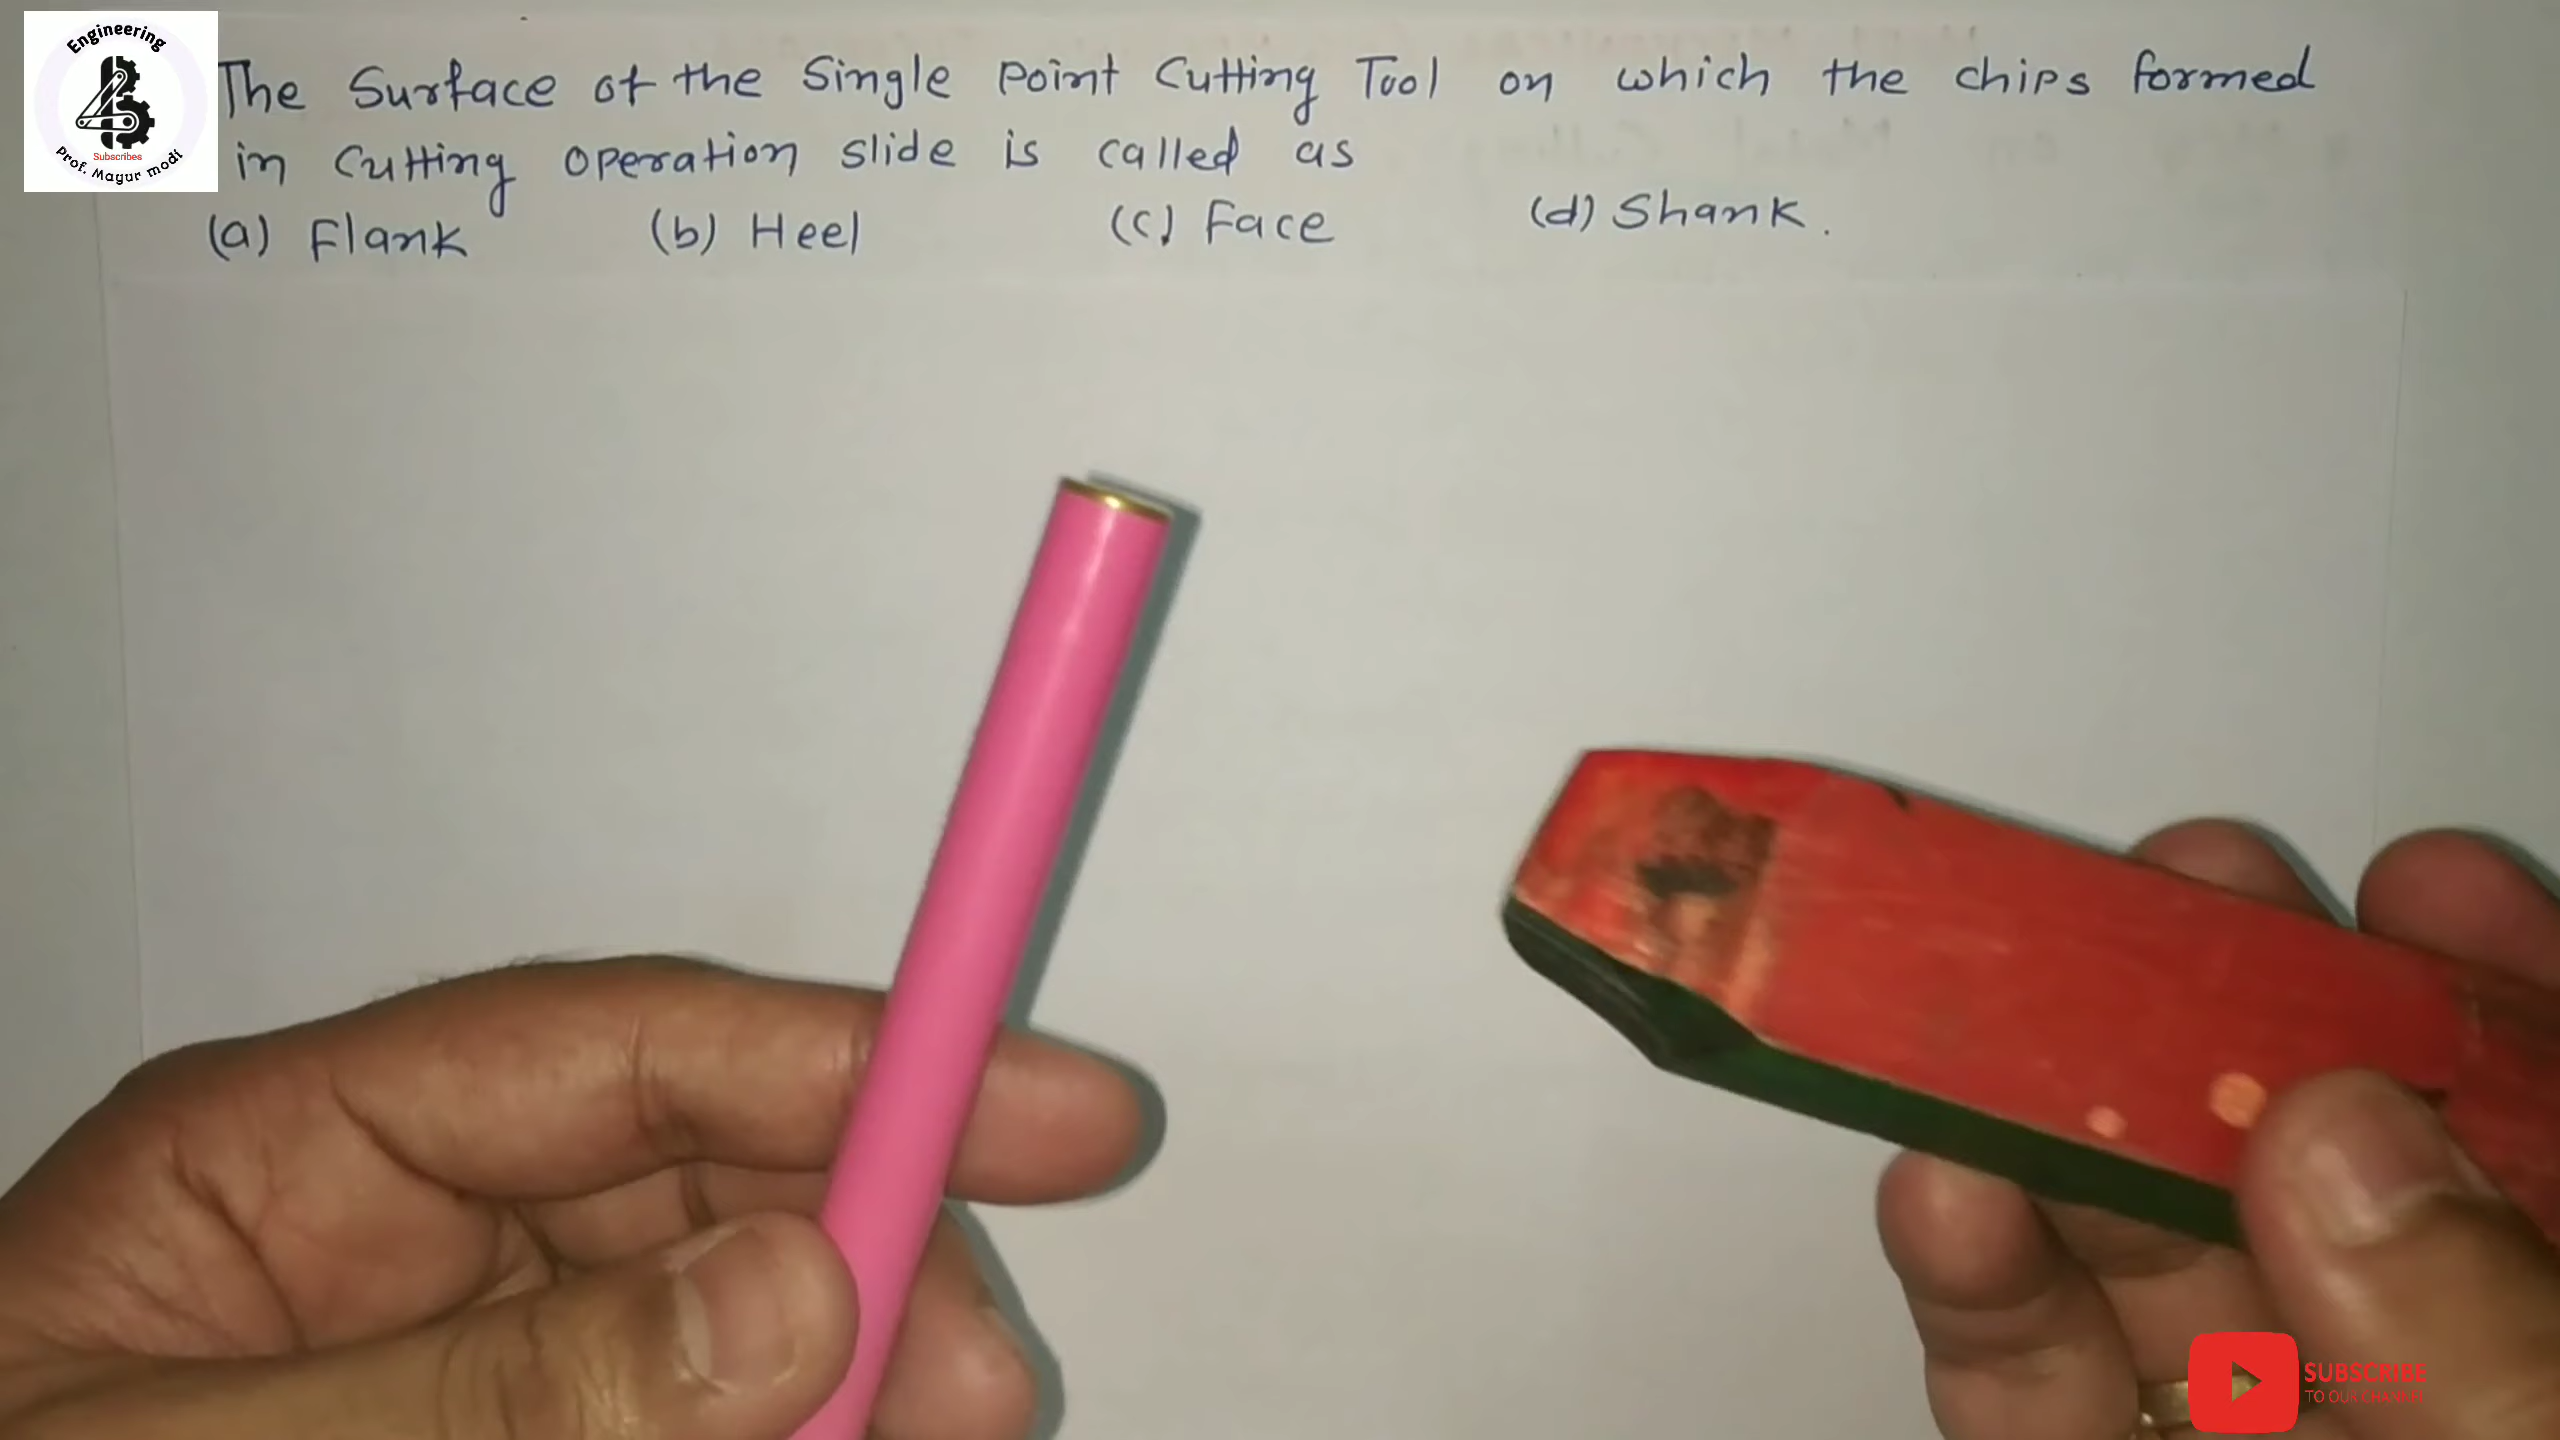 Engineering
Subscribes
Prof. Mayur modi
The Surface of the Single Point Cutting Tool on which the chips formed
in Cutting operation slide is called as
(a) Flank (b) Heel (c) Face (d) Shank.
SUBSCRIBE
TO OUR CHANNEL